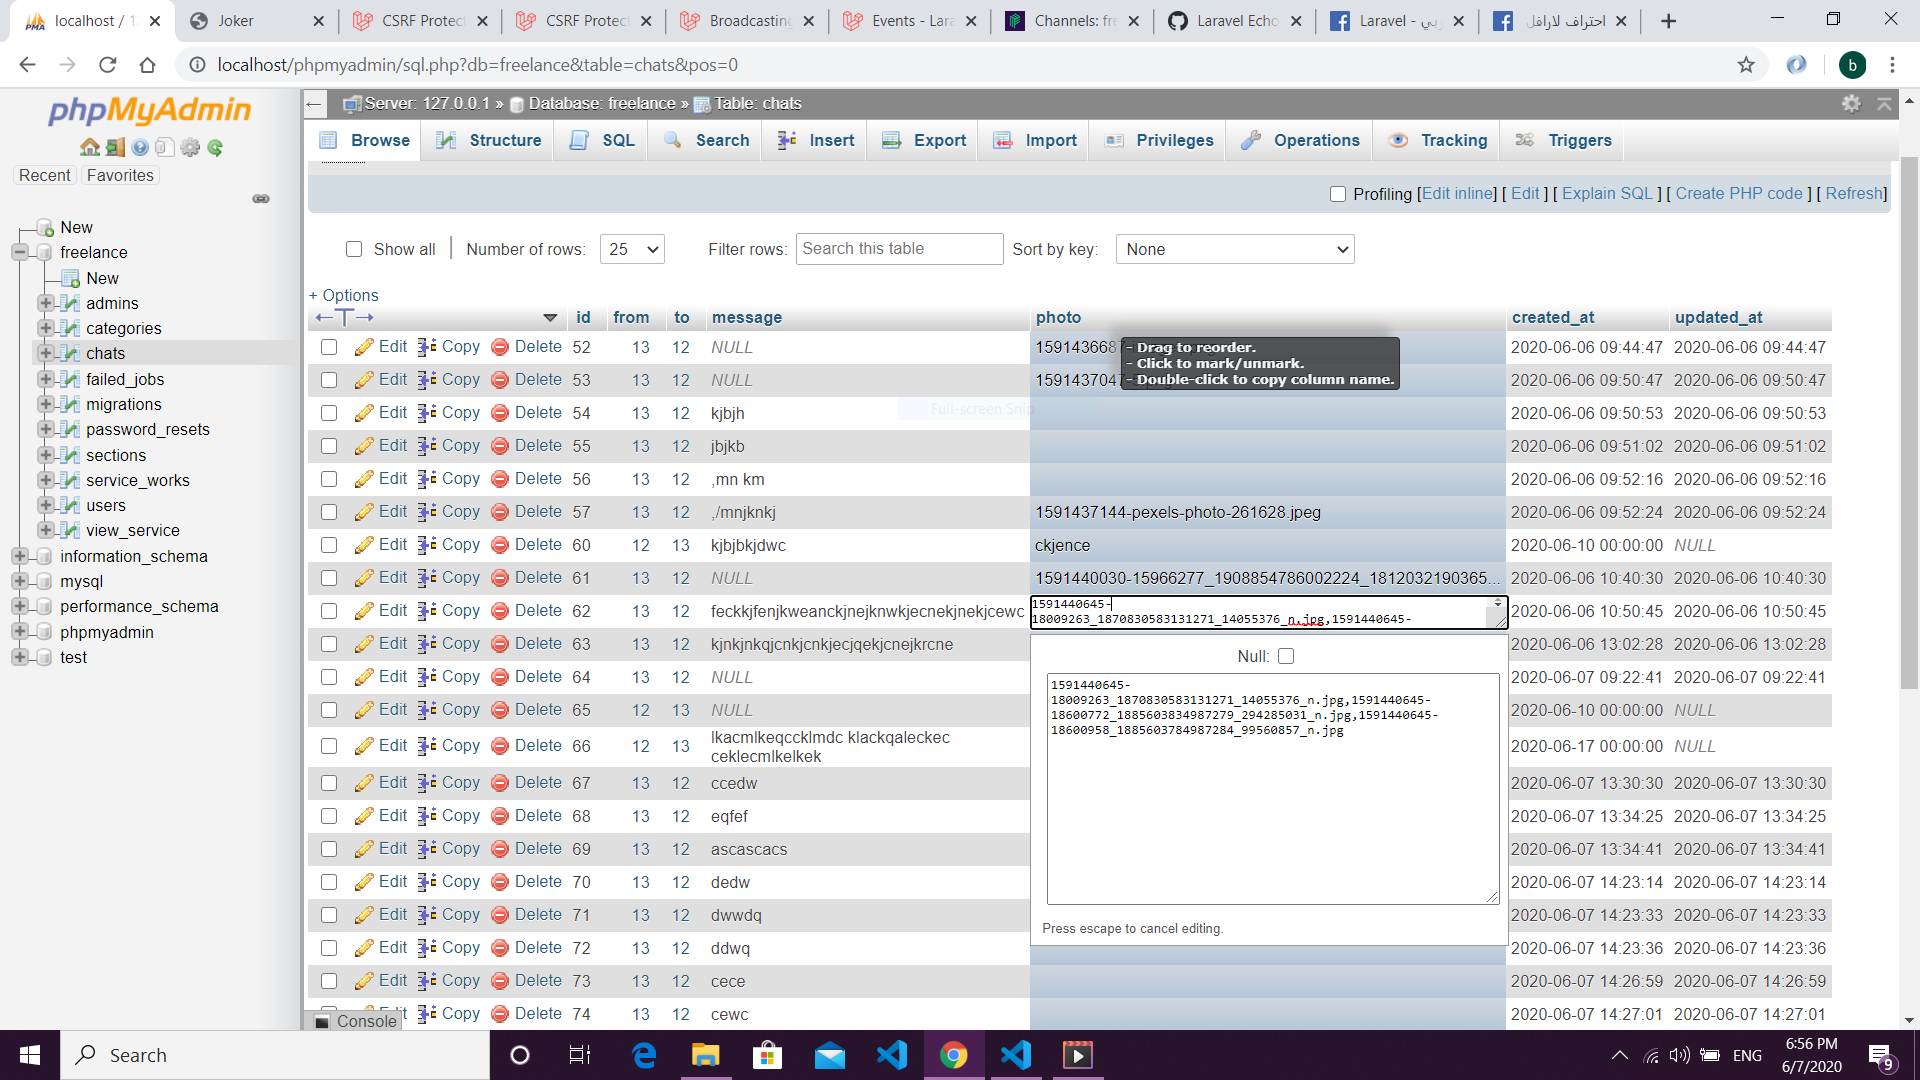 localhost / 1
Joker
CSRF Protect
CSRF Protect
Broadcasting
Events - Lara
Channels: fre
Laravel Echo
Laravel - ربي
احتراف لارافل
localhost/phpmyadmin/sql.php?db=freelance&table=chats&pos=0
b
phpMyAdmin
Recent Favorites
New
freelance
New
admins
categories
chats
failed_jobs
migrations
password_resets
sections
service_works
users
view_service
information_schema
mysql
performance_schema
phpmyadmin
test
Server: 127.0.0.1 » Database: freelance » Table: chats
Browse Structure SQL Search Insert Export Import Privileges Operations Tracking Triggers
Profiling [Edit inline] [ Edit ] [ Explain SQL ] [ Create PHP code ] [ Refresh]
Show all Number of rows: 25 Filter rows: Search this table Sort by key: None
+ Options
id from to message photo created_at updated_at
- Drag to reorder.
- Click to mark/unmark.
- Double-click to copy column name.
Full-screen Snip
Edit Copy Delete 52 13 12 NULL 1591436687- 2020-06-06 09:44:47 2020-06-06 09:44:47
Edit Copy Delete 53 13 12 NULL 1591437047- 2020-06-06 09:50:47 2020-06-06 09:50:47
Edit Copy Delete 54 13 12 kjbjh 2020-06-06 09:50:53 2020-06-06 09:50:53
Edit Copy Delete 55 13 12 jbjkb 2020-06-06 09:51:02 2020-06-06 09:51:02
Edit Copy Delete 56 13 12 ,mn km 2020-06-06 09:52:16 2020-06-06 09:52:16
Edit Copy Delete 57 13 12 ,/mnjknkj 1591437144-pexels-photo-261628.jpeg 2020-06-06 09:52:24 2020-06-06 09:52:24
Edit Copy Delete 60 12 13 kjbjbkjdwc ckjence 2020-06-10 00:00:00 NULL
Edit Copy Delete 61 13 12 NULL 1591440030-15966277_1908854786002224_1812032190365... 2020-06-06 10:40:30 2020-06-06 10:40:30
Edit Copy Delete 62 13 12 feckkjfenjkweanckjnejknwkjecnekjnekjcewc 2020-06-06 10:50:45 2020-06-06 10:50:45
1591440645-
18009263_1870830583131271_14055376_n.jpg,1591440645-
Edit Copy Delete 63 13 12 kjnkjnkqjcnkjcnkjecjqekjcnejkrcne 2020-06-06 13:02:28 2020-06-06 13:02:28
Edit Copy Delete 64 13 12 NULL 2020-06-07 09:22:41 2020-06-07 09:22:41
Edit Copy Delete 65 12 13 NULL 2020-06-10 00:00:00 NULL
Edit Copy Delete 66 12 13 lkacmlkeqccklmdc klackqaleckec 2020-06-17 00:00:00 NULL
ceklecmlkelkek
Edit Copy Delete 67 13 12 ccedw 2020-06-07 13:30:30 2020-06-07 13:30:30
Edit Copy Delete 68 13 12 eqfef 2020-06-07 13:34:25 2020-06-07 13:34:25
Edit Copy Delete 69 13 12 ascascacs 2020-06-07 13:34:41 2020-06-07 13:34:41
Edit Copy Delete 70 13 12 dedw 2020-06-07 14:23:14 2020-06-07 14:23:14
Edit Copy Delete 71 13 12 dwwdq 2020-06-07 14:23:33 2020-06-07 14:23:33
Edit Copy Delete 72 13 12 ddwq 2020-06-07 14:23:36 2020-06-07 14:23:36
Edit Copy Delete 73 13 12 cece 2020-06-07 14:26:59 2020-06-07 14:26:59
Edit Copy Delete 74 13 12 cewc 2020-06-07 14:27:01 2020-06-07 14:27:01
Null:
1591440645-
18009263_1870830583131271_14055376_n.jpg,1591440645-
18600772_1885603834987279_294285031_n.jpg,1591440645-
18600958_1885603784987284_99560857_n.jpg
Press escape to cancel editing.
Console
Search
ENG
6:56 PM
6/7/2020
9